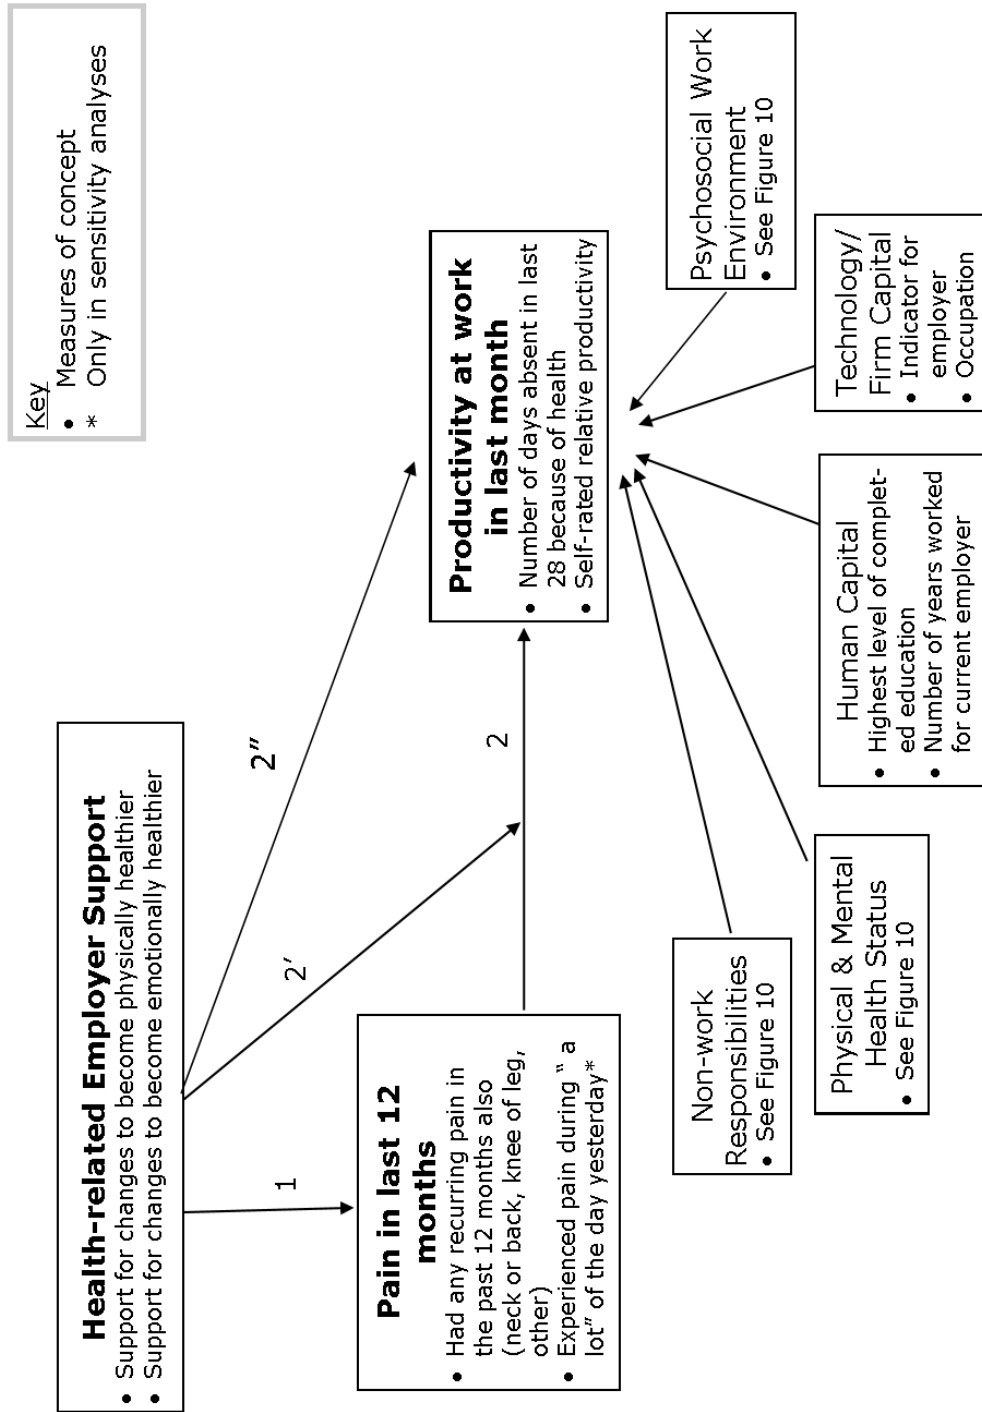 Key
• Measures of concept
* Only in sensitivity analyses
Health-related Employer Support
• Support for changes to become physically healthier
• Support for changes to become emotionally healthier
1
2'
2"
Pain in last 12
months
• Had any recurring pain in
the past 12 months also
(neck or back, knee of leg,
other)
• Experienced pain during “ a
lot” of the day yesterday*
2
Productivity at work
in last month
• Number of days absent in last
28 because of health
• Self-rated relative productivity
Non-work
Responsibilities
• See Figure 10
Physical & Mental
Health Status
• See Figure 10
Human Capital
• Highest level of complet-
ed education
• Number of years worked
for current employer
Technology/
Firm Capital
• Indicator for
employer
• Occupation
Psychosocial Work
Environment
• See Figure 10